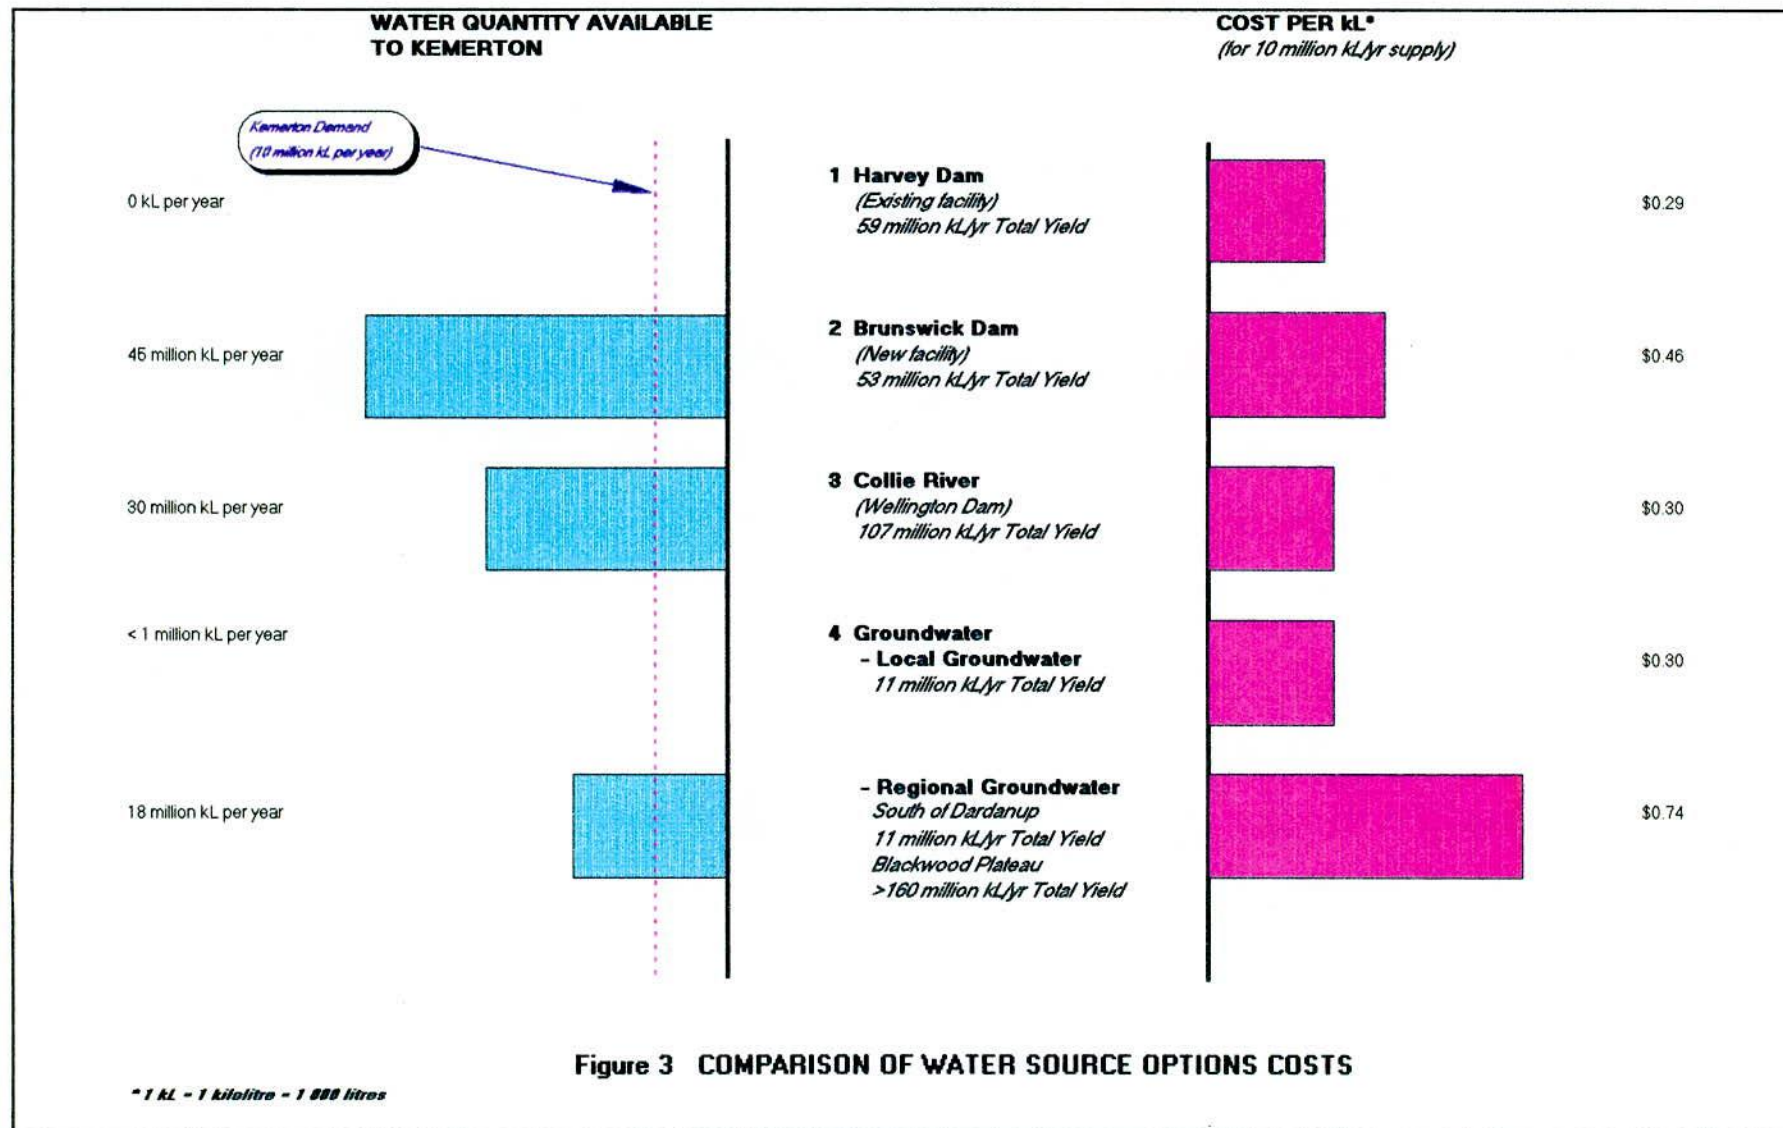 WATER QUANTITY AVAILABLE
TO KEMERTON
COST PER kL*
(for 10 million kL/yr supply)
Kemerton Demand
(10 million kL per year)
0 kL per year
1 Harvey Dam
(Existing facility)
59 million kL/yr Total Yield
$0.29
45 million kL per year
2 Brunswick Dam
(New facility)
53 million kL/yr Total Yield
$0.46
30 million kL per year
3 Collie River
(Wellington Dam)
107 million kL/yr Total Yield
$0.30
< 1 million kL per year
4 Groundwater
- Local Groundwater
11 million kL/yr Total Yield
$0.30
18 million kL per year
- Regional Groundwater
South of Dardanup
11 million kL/yr Total Yield
Blackwood Plateau
>160 million kL/yr Total Yield
$0.74
Figure 3 COMPARISON OF WATER SOURCE OPTIONS COSTS
* 1 kL = 1 kilolitre = 1 000 litres